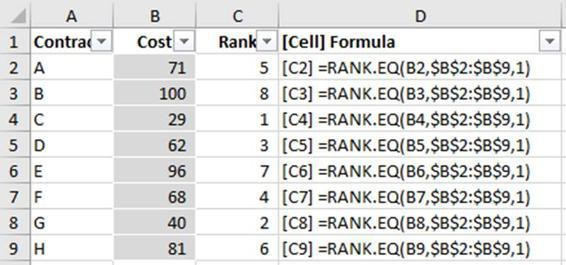 A B C D
1 Contrac Cost Rank [Cell] Formula
2 A 71 5 [C2] =RANK.EQ(B2,$B$2:$B$9,1)
3 B 100 8 [C3] =RANK.EQ(B3,$B$2:$B$9,1)
4 C 29 1 [C4] =RANK.EQ(B4,$B$2:$B$9,1)
5 D 62 3 [C5] =RANK.EQ(B5,$B$2:$B$9,1)
6 E 96 7 [C6] =RANK.EQ(B6,$B$2:$B$9,1)
7 F 68 4 [C7] =RANK.EQ(B7,$B$2:$B$9,1)
8 G 40 2 [C8] =RANK.EQ(B8,$B$2:$B$9,1)
9 H 81 6 [C9] =RANK.EQ(B9,$B$2:$B$9,1)